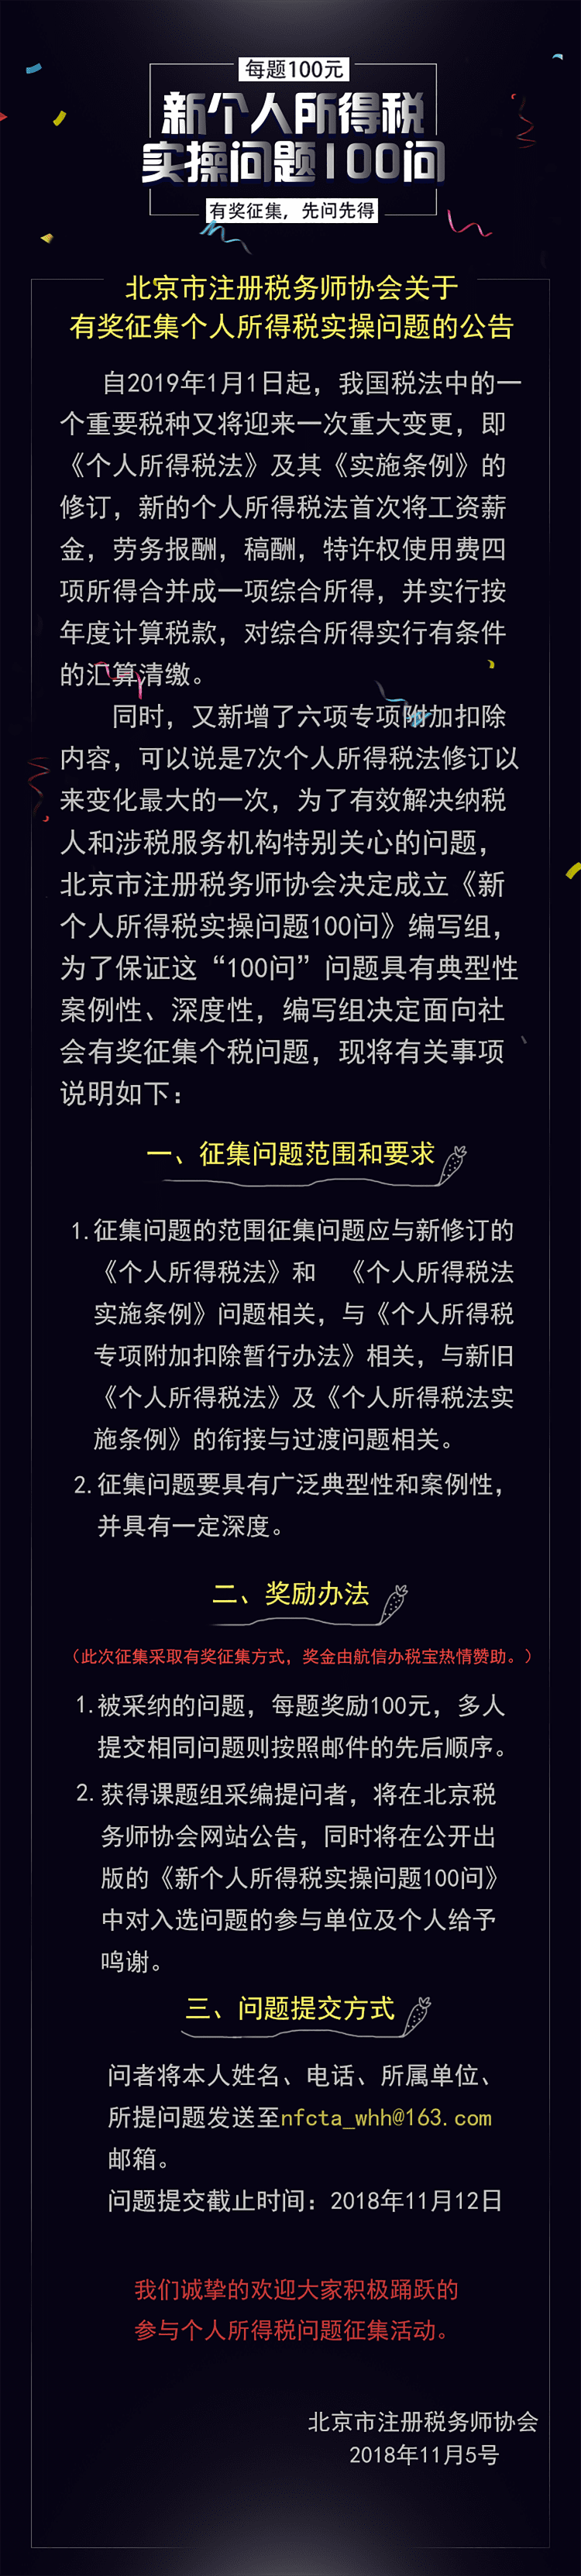 每题100元
新个人所得税
实操问题100问
有奖征集，先问先得
北京市注册税务师协会关于
有奖征集个人所得税实操问题的公告
自2019年1月1日起，我国税法中的一
个重要税种又将迎来一次重大变更，即
《个人所得税法》及其《实施条例》的
修订，新的个人所得税法首次将工资薪
金，劳务报酬，稿酬，特许权使用费四
项所得合并成一项综合所得，并实行按
年度计算税款，对综合所得实行有条件
的汇算清缴。
同时，又新增了六项专项附加扣除
内容，可以说是7次个人所得税法修订以
来变化最大的一次，为了有效解决纳税
人和涉税服务机构特别关心的问题，
北京市注册税务师协会决定成立《新
个人所得税实操问题100问》编写组，
为了保证这“100问”问题具有典型性
案例性、深度性，编写组决定面向社
会有奖征集个税问题，现将有关事项
说明如下：
一、征集问题范围和要求
1.征集问题的范围征集问题应与新修订的
《个人所得税法》和 《个人所得税法
实施条例》问题相关，与《个人所得税
专项附加扣除暂行办法》相关，与新旧
《个人所得税法》及《个人所得税法实
施条例》的衔接与过渡问题相关。
2.征集问题要具有广泛典型性和案例性，
并具有一定深度。
二、奖励办法
（此次征集采取有奖征集方式，奖金由航信办税宝热情赞助。）
1.被采纳的问题，每题奖励100元，多人
提交相同问题则按照邮件的先后顺序。
2.获得课题组采编提问者，将在北京税
务师协会网站公告，同时将在公开出
版的《新个人所得税实操问题100问》
中对入选问题的参与单位及个人给予
鸣谢。
三、问题提交方式
问者将本人姓名、电话、所属单位、
所提问题发送至nfcta_whh@163.com
邮箱。
问题提交截止时间：2018年11月12日
我们诚挚的欢迎大家积极踊跃的
参与个人所得税问题征集活动。
北京市注册税务师协会
2018年11月5号